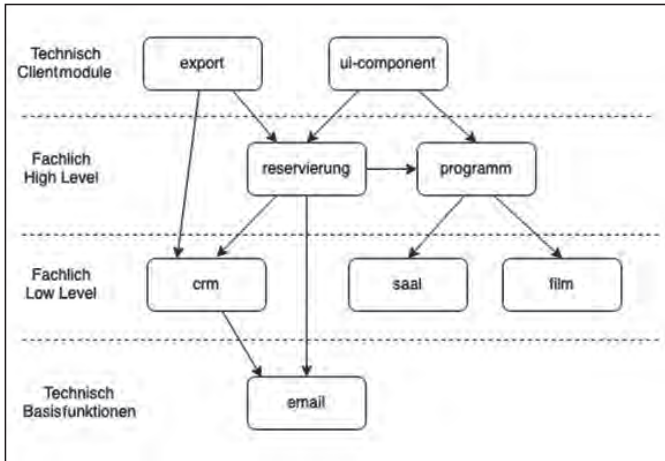 Technisch
Clientmodule
export
ui-component
Fachlich
High Level
reservierung
programm
Fachlich
Low Level
crm
saal
film
Technisch
Basisfunktionen
email